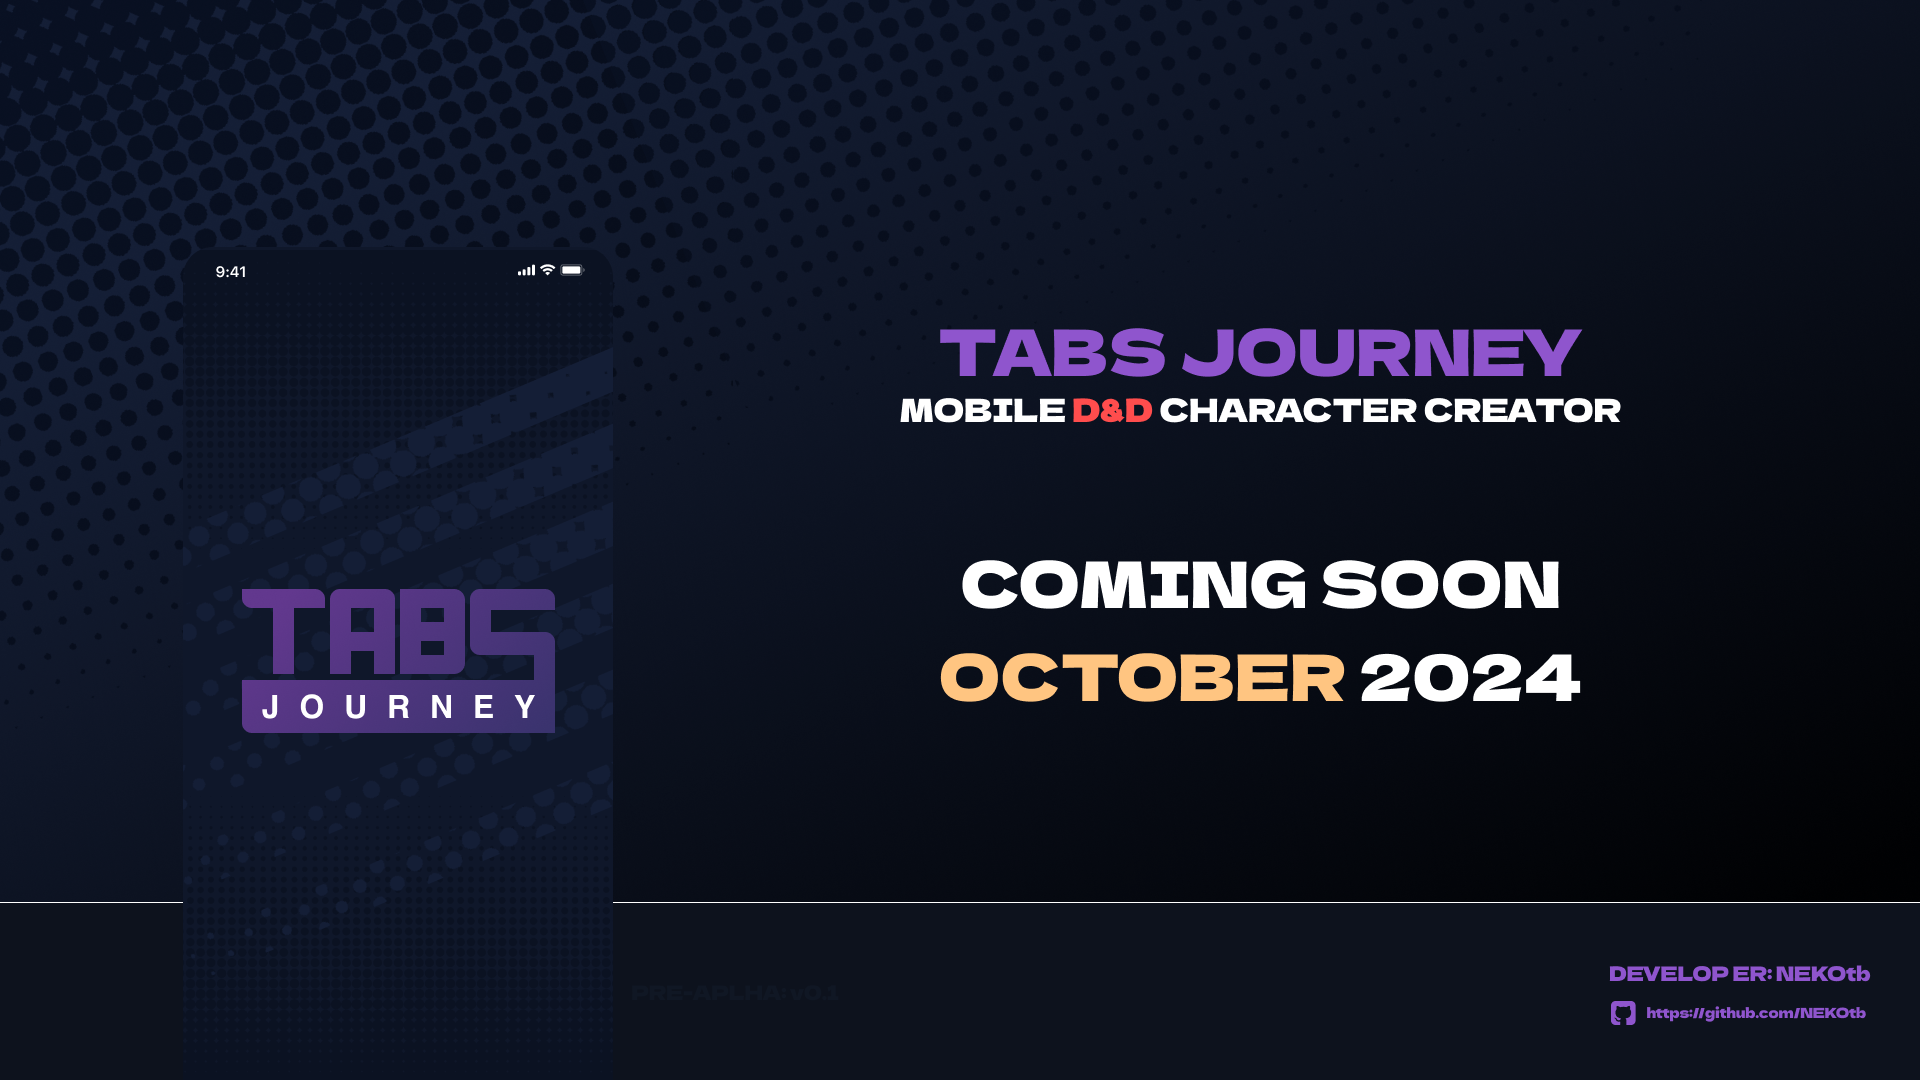 9:41
TABS
JOURNEY
TABS JOURNEY
MOBILE D&D CHARACTER CREATOR
COMING SOON
OCTOBER 2024
PRE-APLHA: v0.1
DEVELOP ER: NEKOtb
https://github.com/NEKOtb